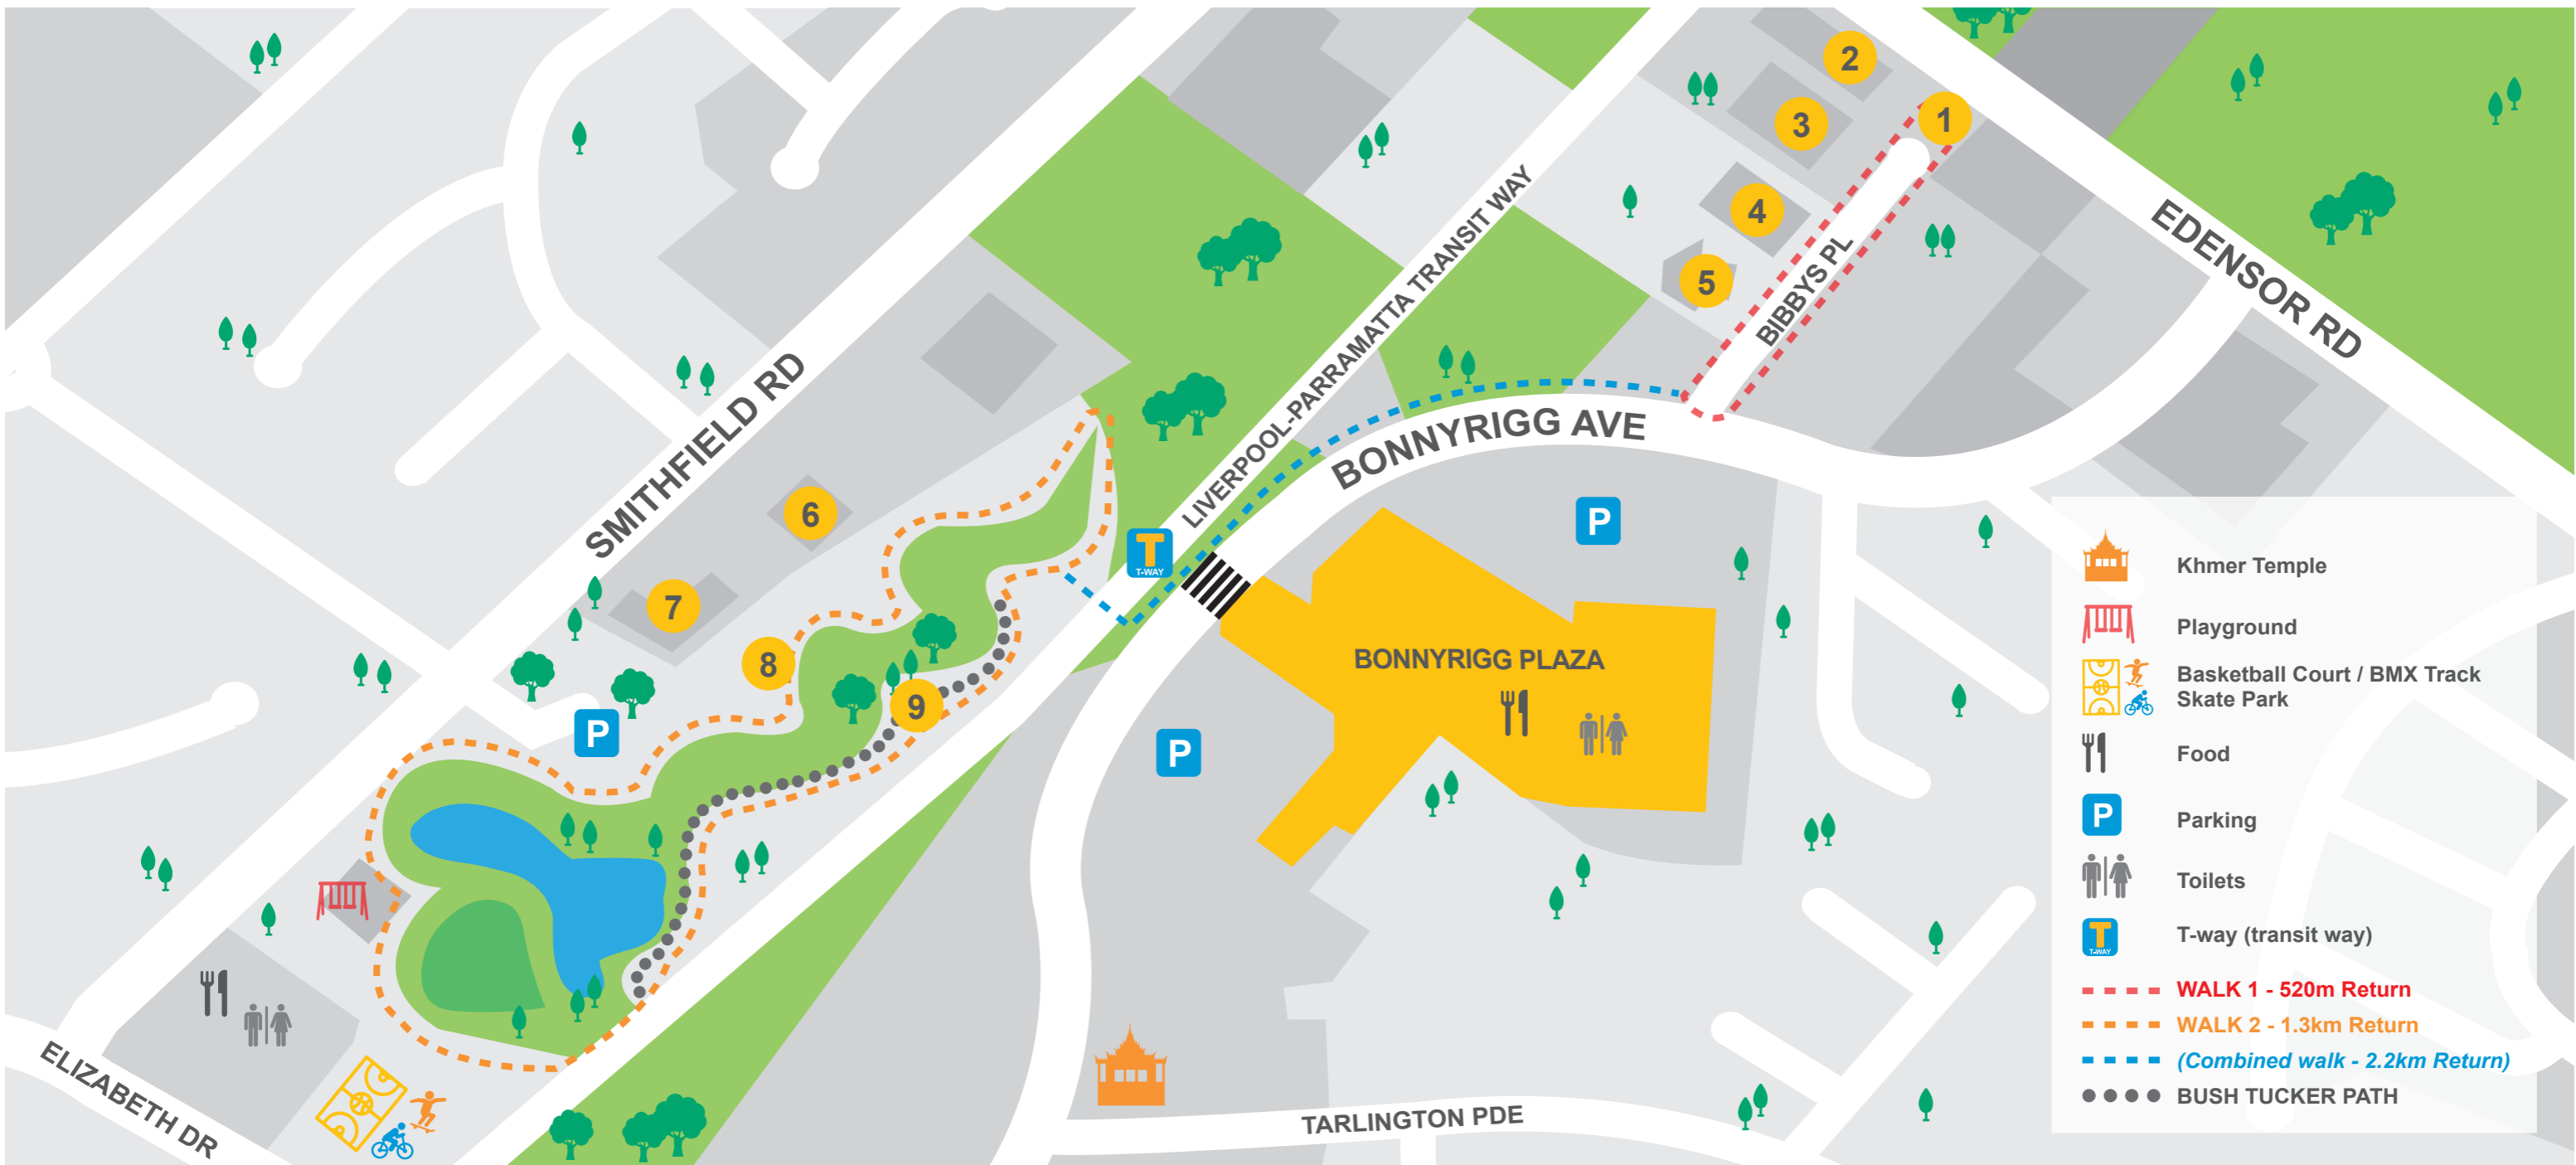 2
1
3
4
5
LIVERPOOL-PARRAMATTA TRANSIT WAY
BIBBYS PL
EDENSOR RD
SMITHFIELD RD
BONNYRIGG AVE
6
7
8
9
T
T-WAY
P
BONNYRIGG PLAZA
P
P
ELIZABETH DR
TARLINGTON PDE
Khmer Temple
Playground
Basketball Court / BMX Track
Skate Park
Food
P
Parking
Toilets
T
T-WAY
T-way (transit way)
WALK 1 - 520m Return
WALK 2 - 1.3km Return
(Combined walk - 2.2km Return)
BUSH TUCKER PATH